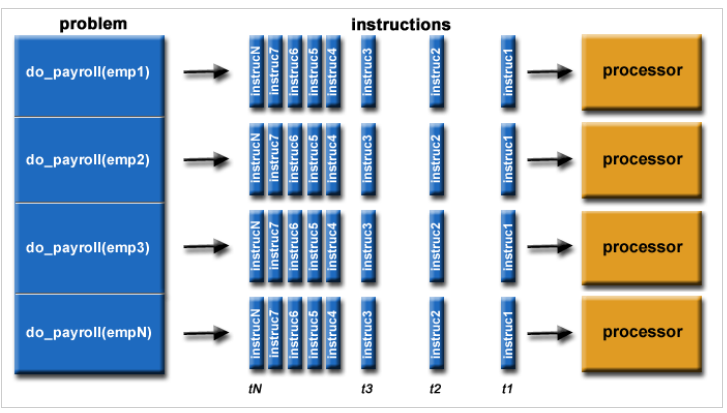 problem instructions
do_payroll(emp1) instrucN instruc7 instruc6 instruc5 instruc4 instruc3 instruc2 instruc1 processor
do_payroll(emp2) instrucN instruc7 instruc6 instruc5 instruc4 instruc3 instruc2 instruc1 processor
do_payroll(emp3) instrucN instruc7 instruc6 instruc5 instruc4 instruc3 instruc2 instruc1 processor
do_payroll(empN) instrucN instruc7 instruc6 instruc5 instruc4 instruc3 instruc2 instruc1 processor
tN t3 t2 t1